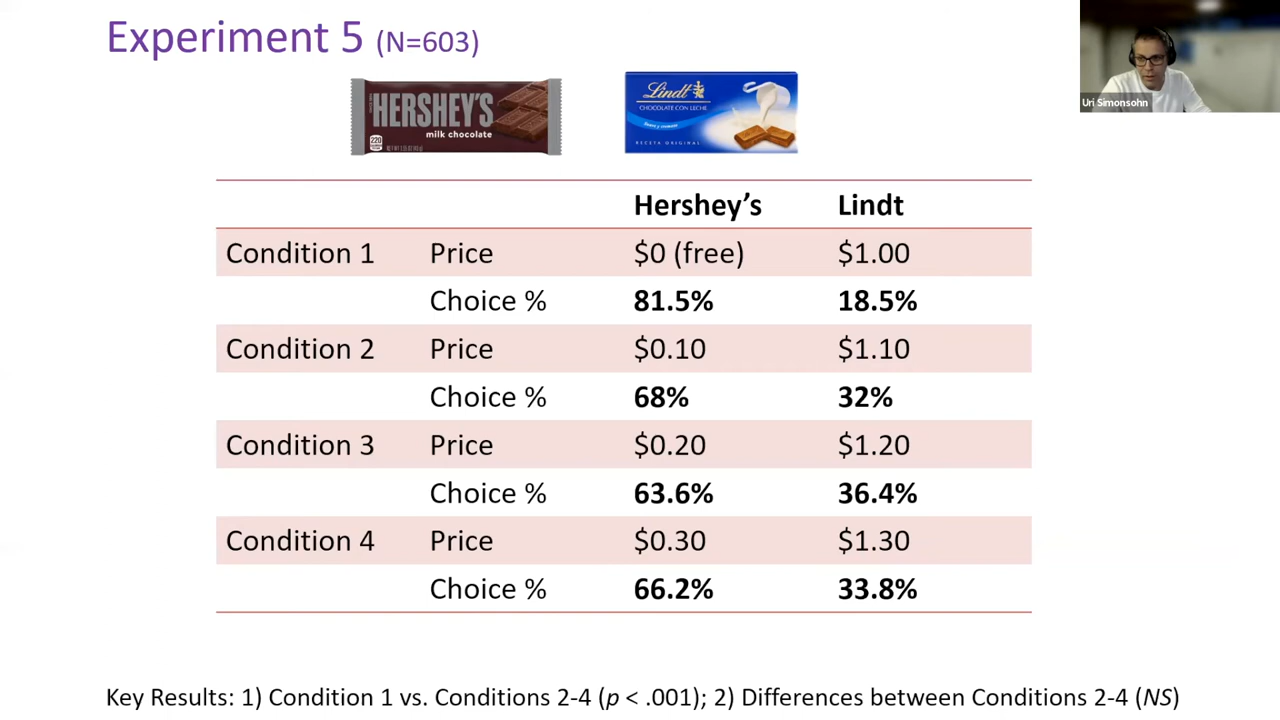 Experiment 5 (N=603)
HERSHEY'S
milk chocolate
220
Lindt
CHOCOLATE CON LECHE
RECETA ORIGINAL
Uri Simonsohn
Hershey’s Lindt
Condition 1 Price $0 (free) $1.00
Choice % 81.5% 18.5%
Condition 2 Price $0.10 $1.10
Choice % 68% 32%
Condition 3 Price $0.20 $1.20
Choice % 63.6% 36.4%
Condition 4 Price $0.30 $1.30
Choice % 66.2% 33.8%
Key Results: 1) Condition 1 vs. Conditions 2-4 (p < .001); 2) Differences between Conditions 2-4 (NS)